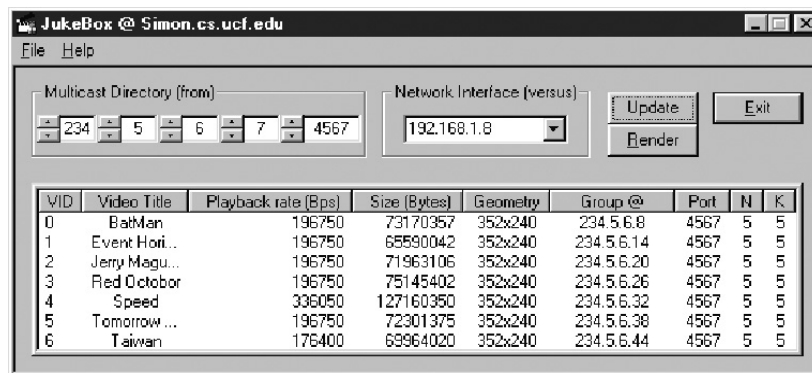 JukeBox @ Simon.cs.ucf.edu
File Help
Multicast Directory (from)
234 5 6 7 4567
Network Interface (versus)
192.168.1.8
Update
Exit
Render
VID Video Title Playback rate (Bps) Size (Bytes) Geometry Group @ Port N K
0 BatMan 196750 73170357 352x240 234.5.6.8 4567 5 5
1 Event Hori... 196750 65590042 352x240 234.5.6.14 4567 5 5
2 Jerry Magu... 196750 71963106 352x240 234.5.6.20 4567 5 5
3 Red Octobor 196750 75145402 352x240 234.5.6.26 4567 5 5
4 Speed 336050 127160350 352x240 234.5.6.32 4567 5 5
5 Tomorrow ... 196750 72301375 352x240 234.5.6.38 4567 5 5
6 Taiwan 176400 69964020 352x240 234.5.6.44 4567 5 5